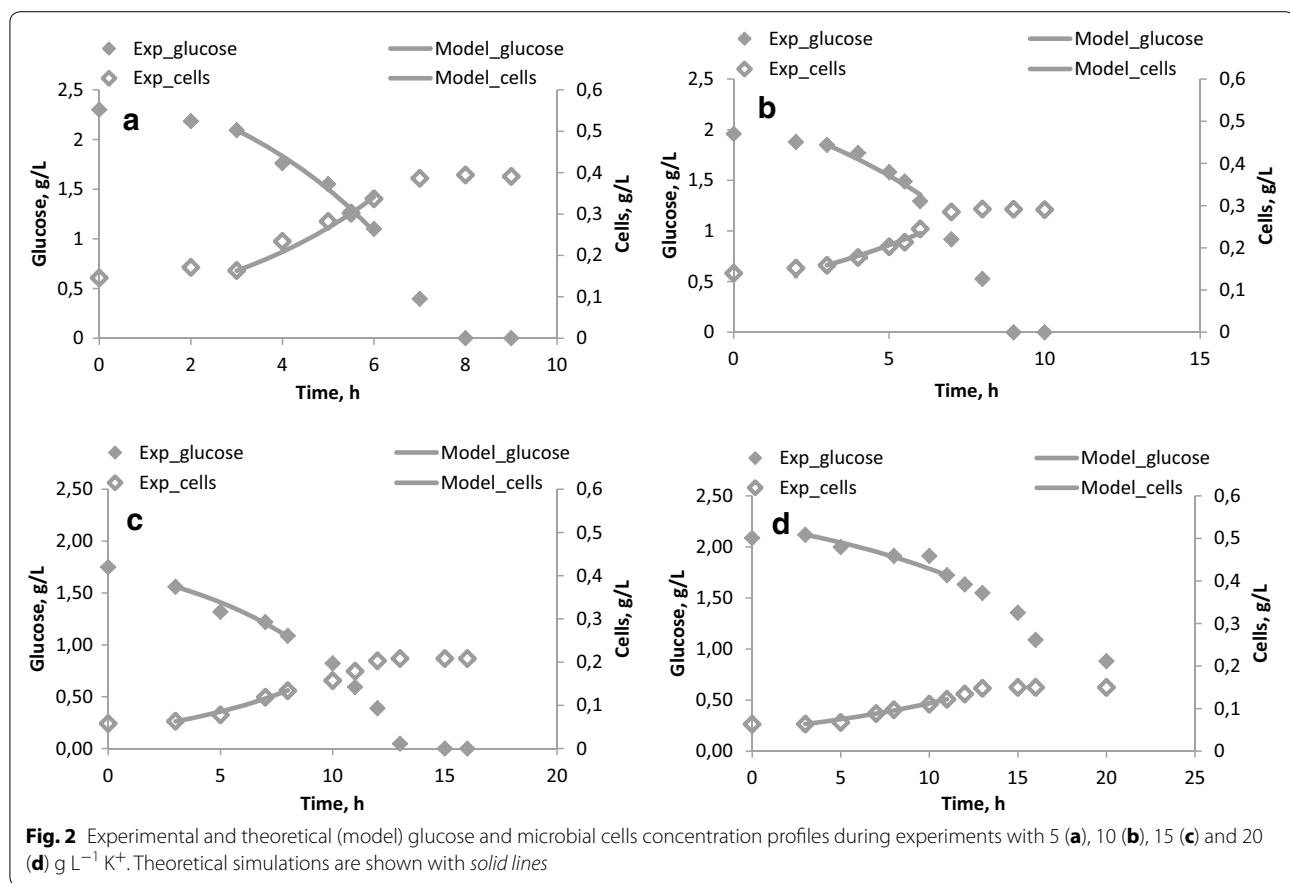 Exp_glucose Model_glucose
Exp_cells Model_cells
a
2,5
2
1,5
1
0,5
0
Glucose, g/L
0,6
0,5
0,4
0,3
0,2
0,1
0
Cells, g/L
0 2 4 6 8 10
Time, h
Exp_glucose Model_glucose
Exp_cells Model_cells
b
2,5
2
1,5
1
0,5
0
Glucose, g/L
0,6
0,5
0,4
0,3
0,2
0,1
0
Cells, g/L
0 5 10 15
Time, h
Exp_glucose Model_glucose
Exp_cells Model_cells
c
2,50
2,00
1,50
1,00
0,50
0,00
Glucose, g/L
0,6
0,5
0,4
0,3
0,2
0,1
0
Cells, g/L
0 5 10 15 20
Time, h
Exp_glucose Model_glucose
Exp_cells Model_cells
d
2,50
2,00
1,50
1,00
0,50
0,00
Glucose, g/L
0,6
0,5
0,4
0,3
0,2
0,1
0
Cells, g/L
0 5 10 15 20 25
Time, h
Fig. 2 Experimental and theoretical (model) glucose and microbial cells concentration profiles during experiments with 5 (a), 10 (b), 15 (c) and 20
(d) g L⁻¹ K⁺. Theoretical simulations are shown with solid lines